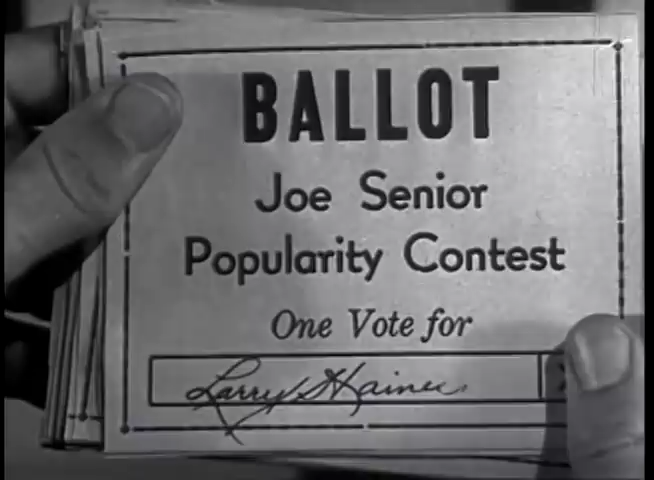 BALLOT
Joe Senior
Popularity Contest
One Vote for
Larry Haines